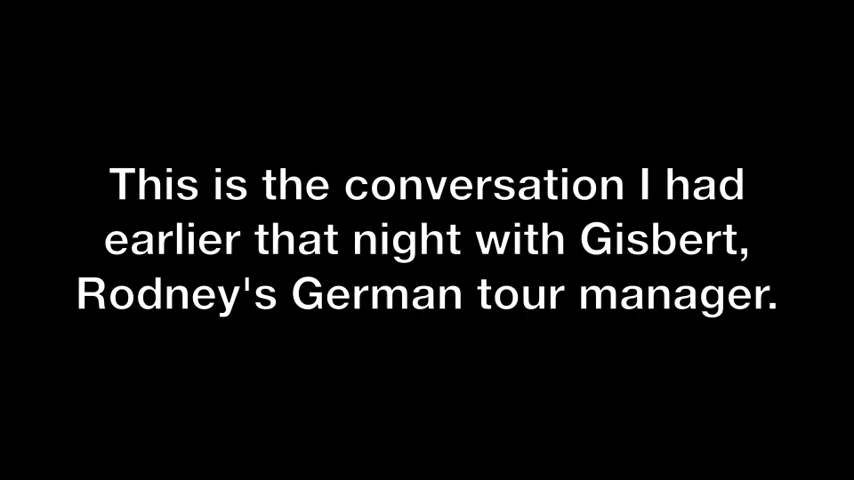 This is the conversation I had
earlier that night with Gisbert,
Rodney's German tour manager.